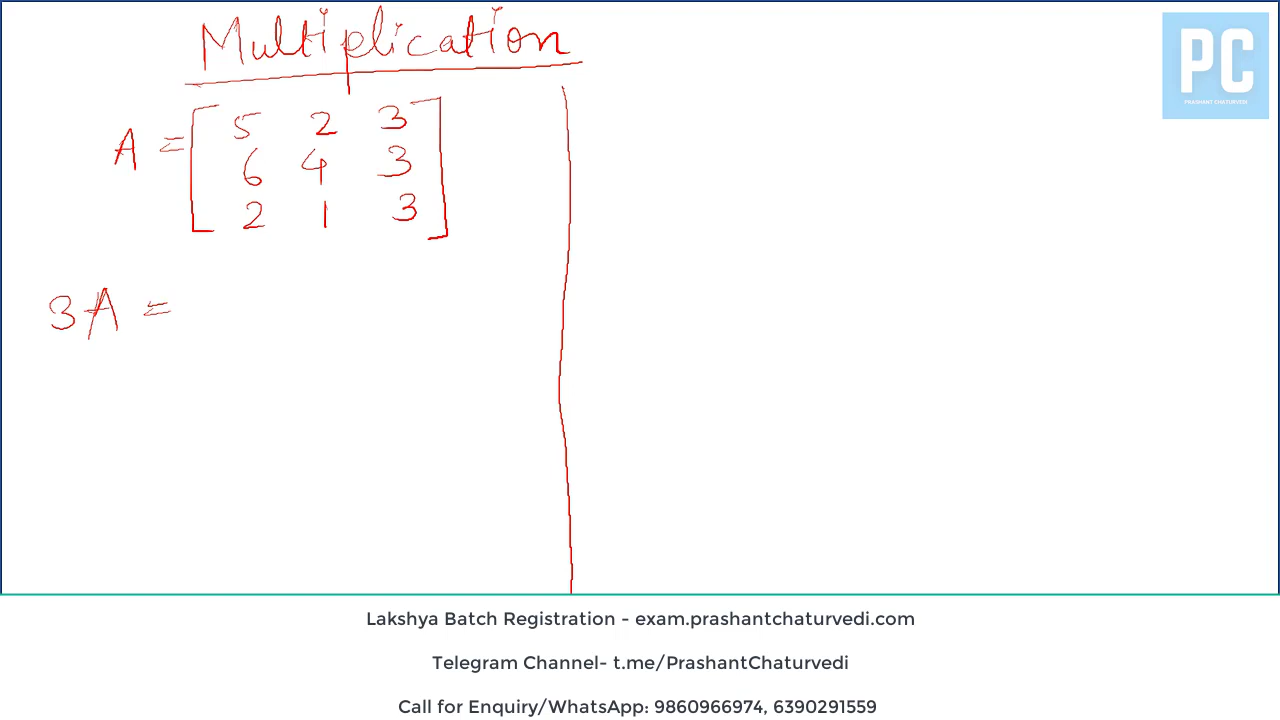 Multiplication
PC
PRASHANT CHATURVEDI
A = [ 5 2 3
6 4 3
2 1 3 ]
3A =
Lakshya Batch Registration - exam.prashantchaturvedi.com
Telegram Channel- t.me/PrashantChaturvedi
Call for Enquiry/WhatsApp: 9860966974, 6390291559